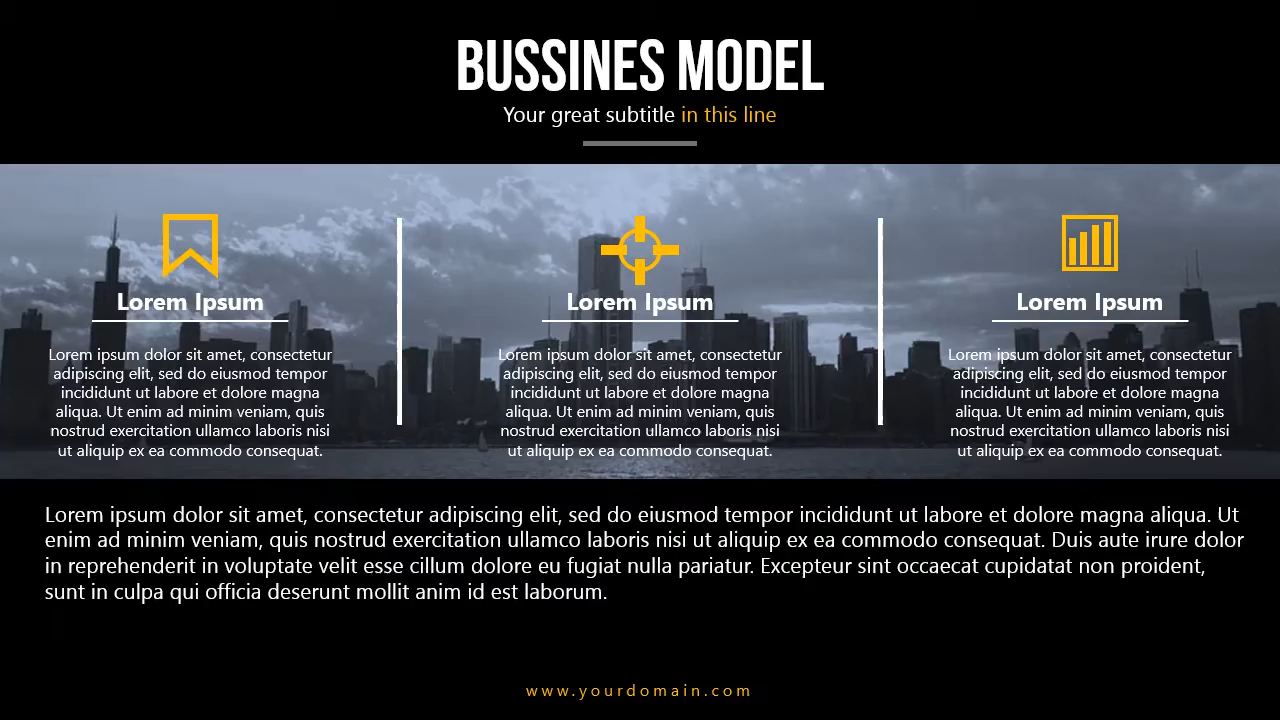 BUSSINES MODEL
Your great subtitle in this line
Lorem Ipsum
Lorem ipsum dolor sit amet, consectetur
adipiscing elit, sed do eiusmod tempor
incididunt ut labore et dolore magna
aliqua. Ut enim ad minim veniam, quis
nostrud exercitation ullamco laboris nisi
ut aliquip ex ea commodo consequat.
Lorem Ipsum
Lorem ipsum dolor sit amet, consectetur
adipiscing elit, sed do eiusmod tempor
incididunt ut labore et dolore magna
aliqua. Ut enim ad minim veniam, quis
nostrud exercitation ullamco laboris nisi
ut aliquip ex ea commodo consequat.
Lorem Ipsum
Lorem ipsum dolor sit amet, consectetur
adipiscing elit, sed do eiusmod tempor
incididunt ut labore et dolore magna
aliqua. Ut enim ad minim veniam, quis
nostrud exercitation ullamco laboris nisi
ut aliquip ex ea commodo consequat.
Lorem ipsum dolor sit amet, consectetur adipiscing elit, sed do eiusmod tempor incididunt ut labore et dolore magna aliqua. Ut
enim ad minim veniam, quis nostrud exercitation ullamco laboris nisi ut aliquip ex ea commodo consequat. Duis aute irure dolor
in reprehenderit in voluptate velit esse cillum dolore eu fugiat nulla pariatur. Excepteur sint occaecat cupidatat non proident,
sunt in culpa qui officia deserunt mollit anim id est laborum.
www.yourdomain.com